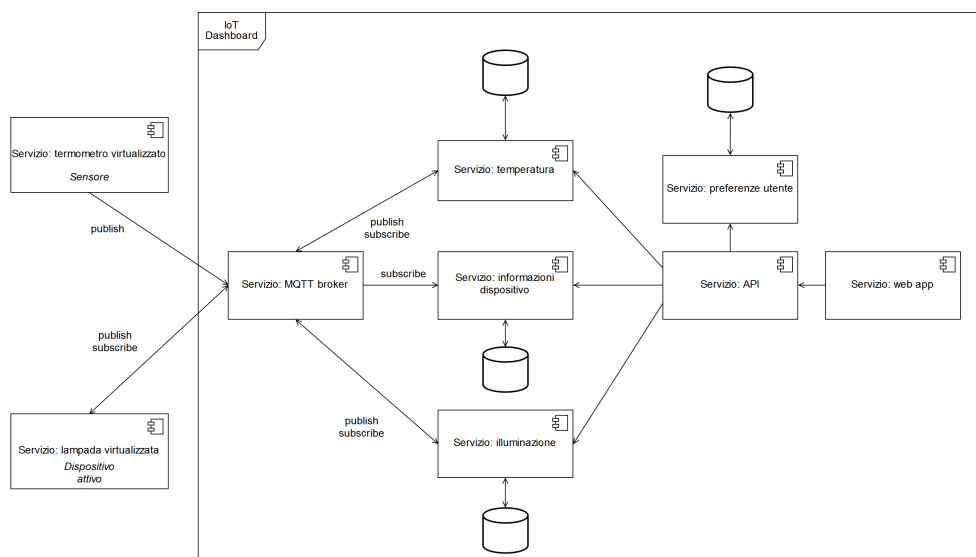 IoT
Dashboard
Servizio: termometro virtualizzato
Sensore
publish
Servizio: temperatura
Servizio: preferenze utente
publish
subscribe
Servizio: MQTT broker
subscribe
Servizio: informazioni
dispositivo
Servizio: API
Servizio: web app
publish
subscribe
publish
subscribe
Servizio: lampada virtualizzata
Dispositivo
attivo
Servizio: illuminazione